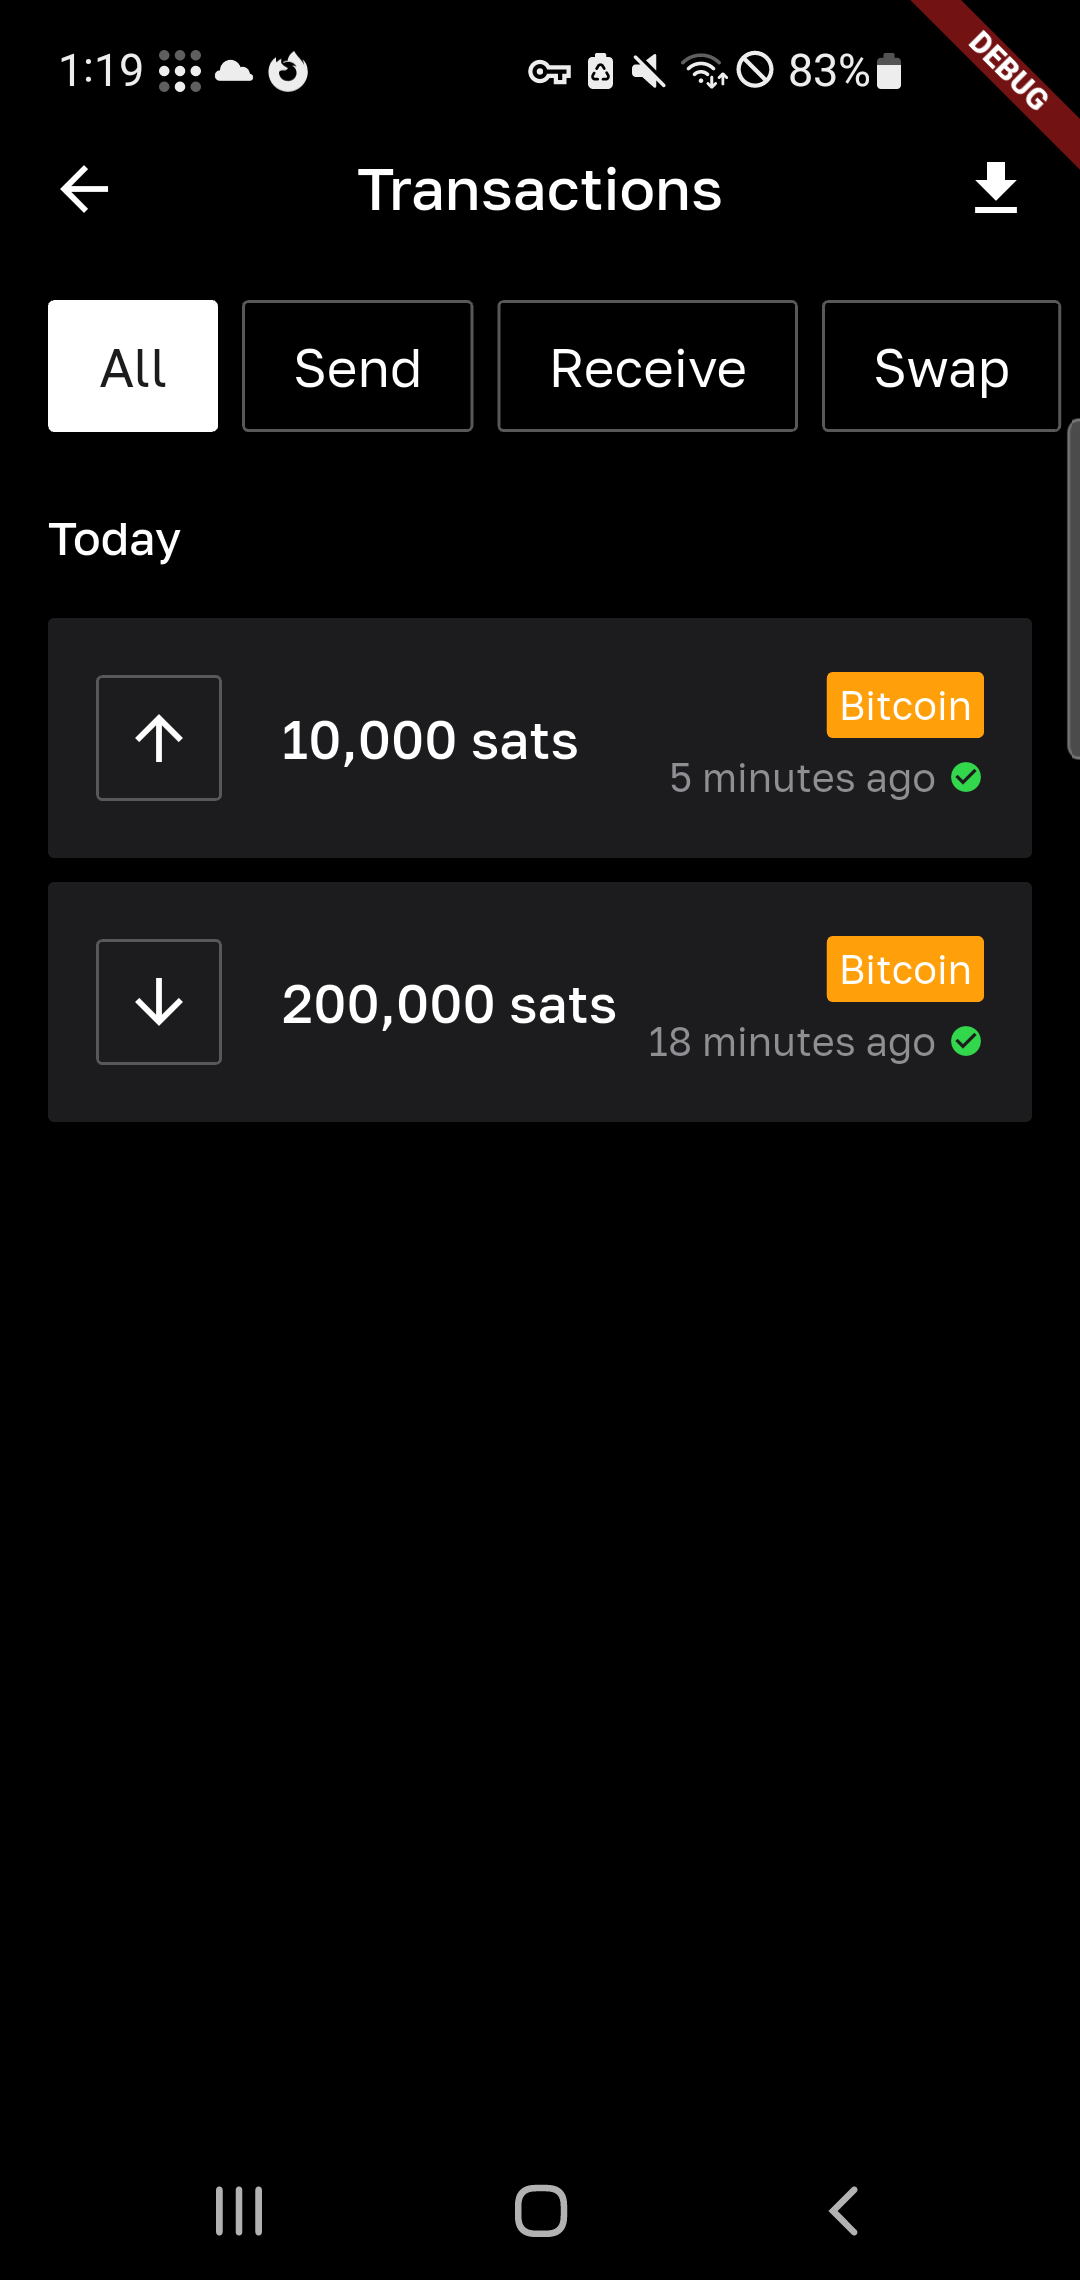 1:19 83%
DEBUG
Transactions
All Send Receive Swap
Today
10,000 sats
Bitcoin
5 minutes ago
200,000 sats
Bitcoin
18 minutes ago